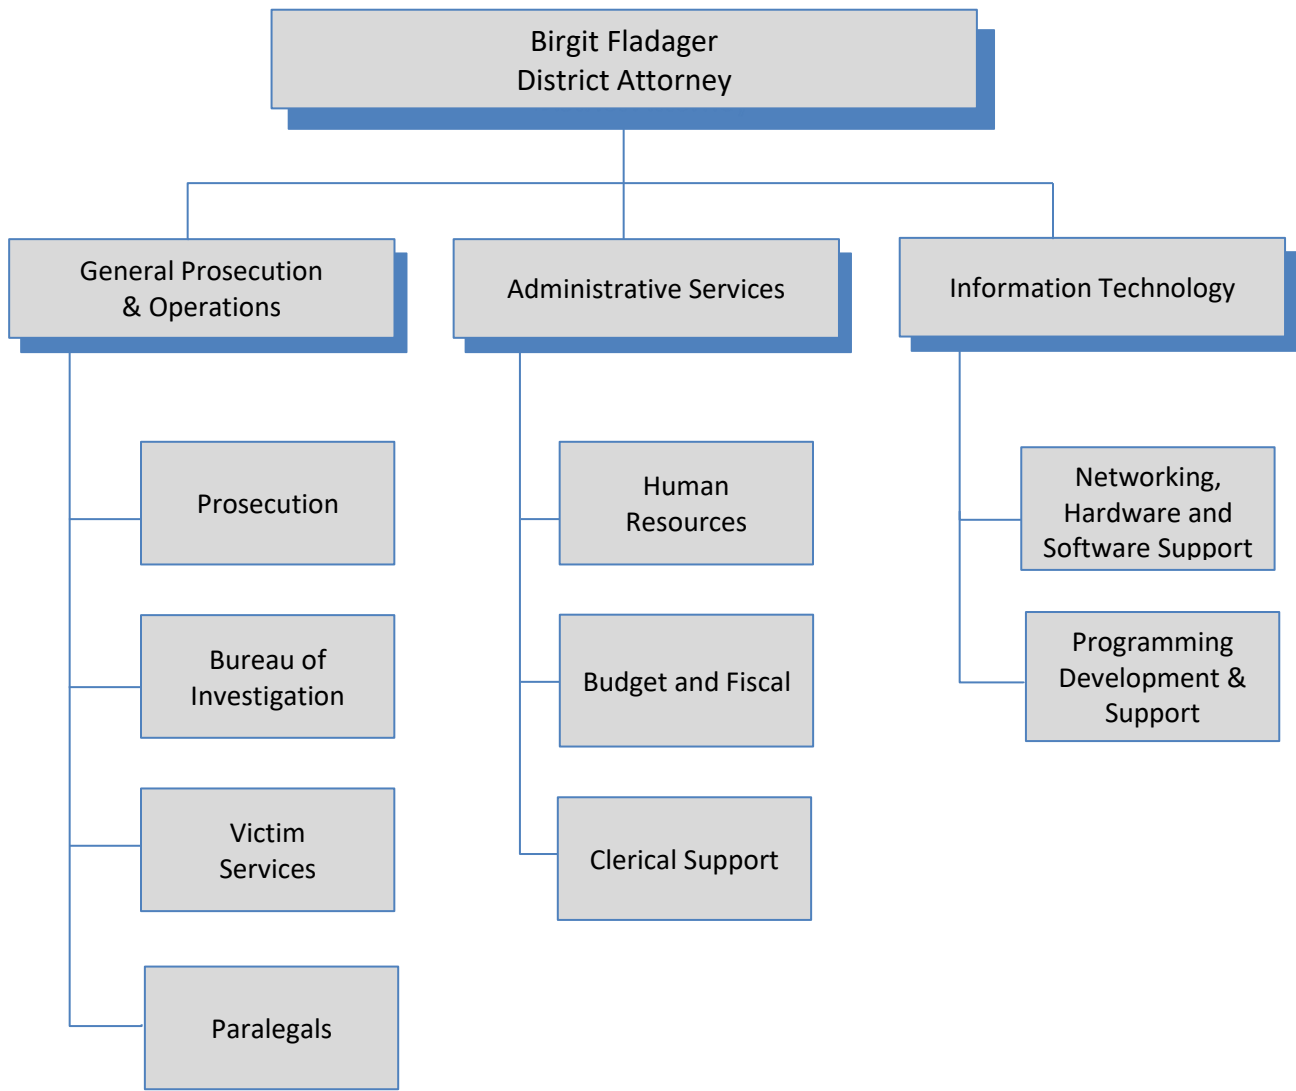 Birgit Fladager
District Attorney
General Prosecution
& Operations
Administrative Services
Information Technology
Prosecution
Bureau of
Investigation
Victim
Services
Paralegals
Human
Resources
Budget and Fiscal
Clerical Support
Networking,
Hardware and
Software Support
Programming
Development &
Support